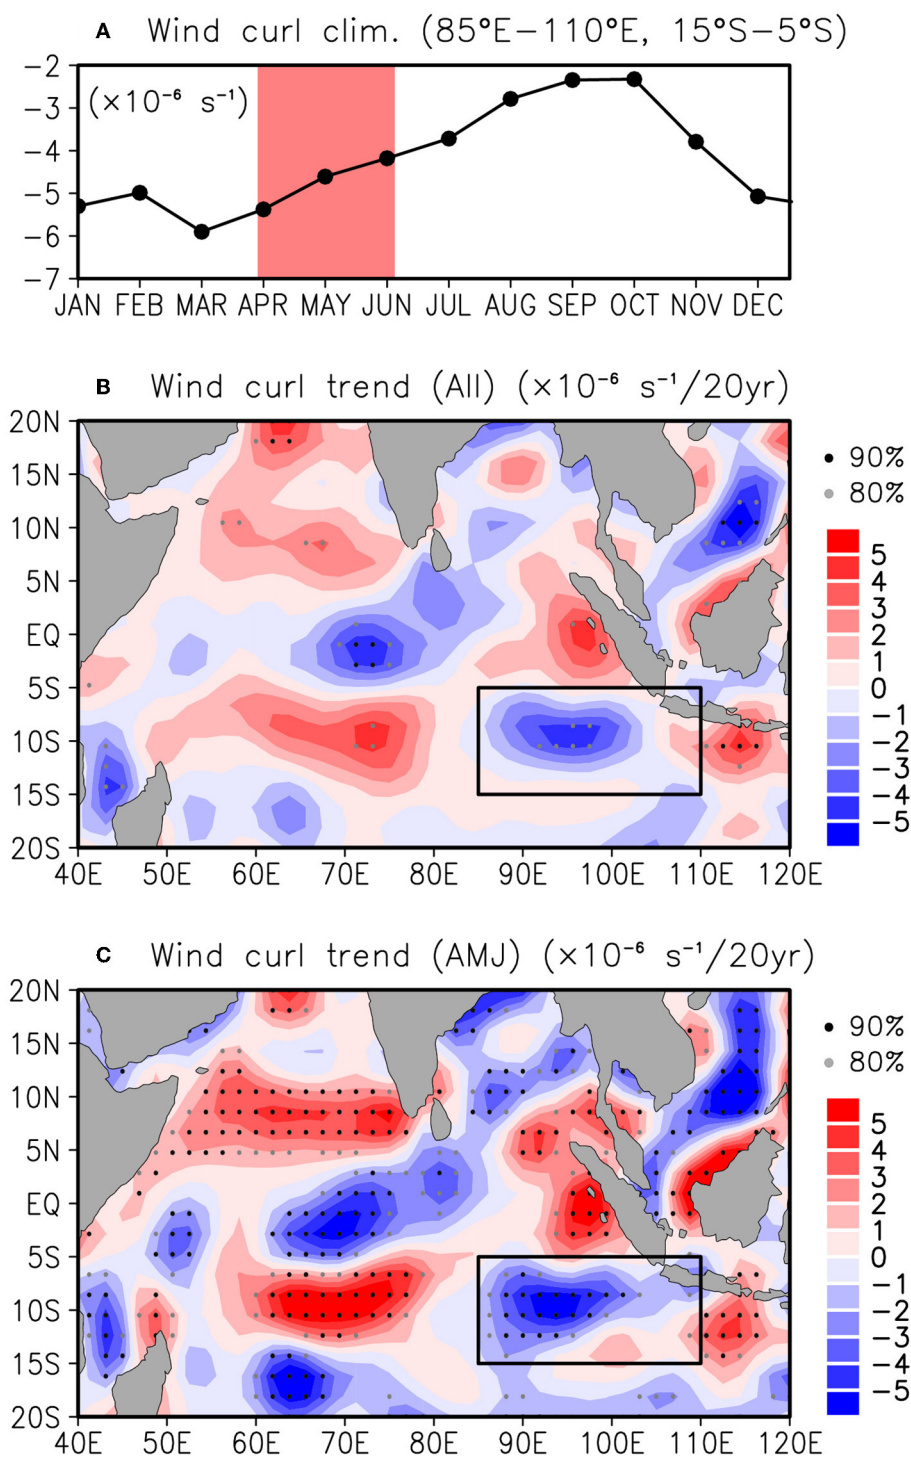 A Wind curl clim. (85°E−110°E, 15°S−5°S)
(×10⁻⁶ s⁻¹)
−2
−3
−4
−5
−6
−7
JAN FEB MAR APR MAY JUN JUL AUG SEP OCT NOV DEC
B Wind curl trend (All) (×10⁻⁶ s⁻¹/20yr)
20N
15N
10N
5N
EQ
5S
10S
15S
20S
40E 50E 60E 70E 80E 90E 100E 110E 120E
90%
80%
5
4
3
2
1
0
−1
−2
−3
−4
−5
C Wind curl trend (AMJ) (×10⁻⁶ s⁻¹/20yr)
20N
15N
10N
5N
EQ
5S
10S
15S
20S
40E 50E 60E 70E 80E 90E 100E 110E 120E
90%
80%
5
4
3
2
1
0
−1
−2
−3
−4
−5